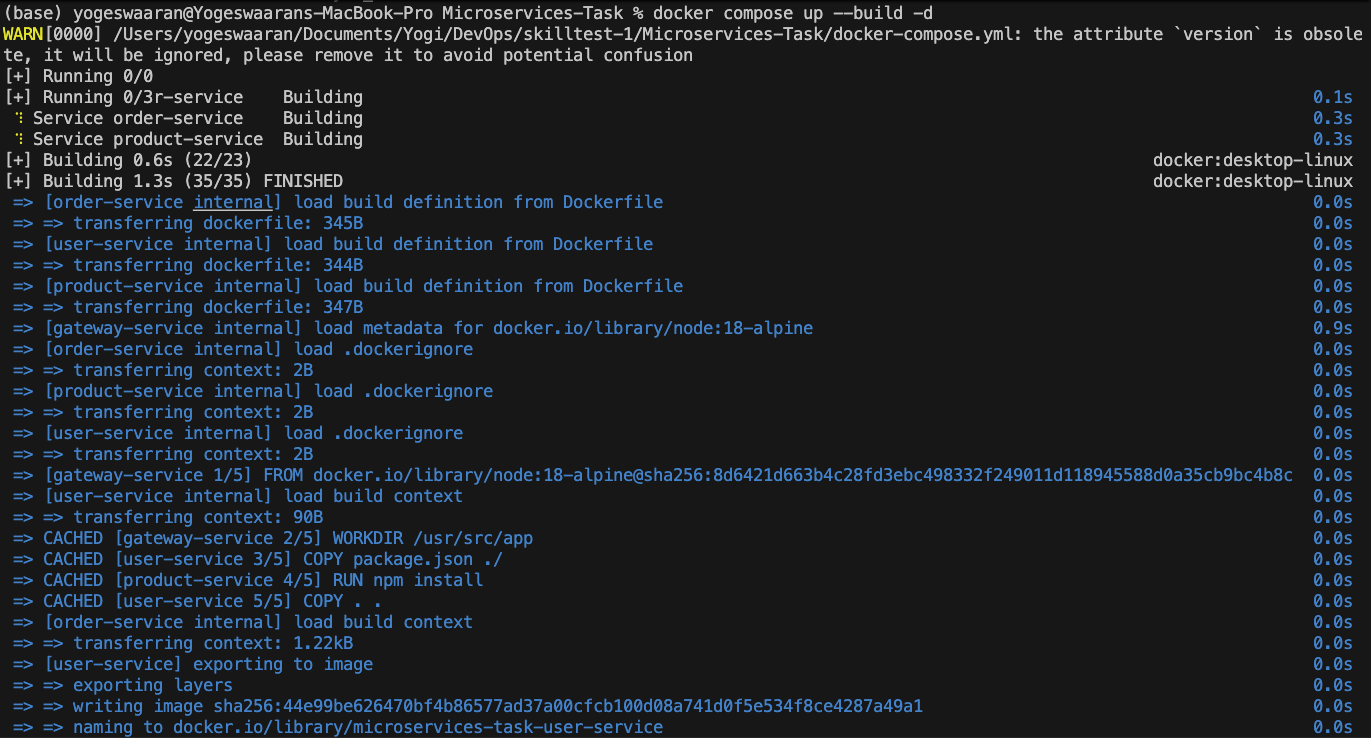 (base) yogeswaaran@Yogeswaarans-MacBook-Pro Microservices-Task % docker compose up --build -d
WARN[0000] /Users/yogeswaaran/Documents/Yogi/DevOps/skilltest-1/Microservices-Task/docker-compose.yml: the attribute `version` is obsole
te, it will be ignored, please remove it to avoid potential confusion
[+] Running 0/0
[+] Running 0/3r-service    Building 0.1s
⠹ Service order-service    Building 0.3s
⠹ Service product-service  Building 0.3s
[+] Building 0.6s (22/23) docker:desktop-linux
[+] Building 1.3s (35/35) FINISHED docker:desktop-linux
=> [order-service internal] load build definition from Dockerfile 0.0s
=> => transferring dockerfile: 345B 0.0s
=> [user-service internal] load build definition from Dockerfile 0.0s
=> => transferring dockerfile: 344B 0.0s
=> [product-service internal] load build definition from Dockerfile 0.0s
=> => transferring dockerfile: 347B 0.0s
=> [gateway-service internal] load metadata for docker.io/library/node:18-alpine 0.9s
=> [order-service internal] load .dockerignore 0.0s
=> => transferring context: 2B 0.0s
=> [product-service internal] load .dockerignore 0.0s
=> => transferring context: 2B 0.0s
=> [user-service internal] load .dockerignore 0.0s
=> => transferring context: 2B 0.0s
=> [gateway-service 1/5] FROM docker.io/library/node:18-alpine@sha256:8d6421d663b4c28fd3ebc498332f249011d118945588d0a35cb9bc4b8c 0.0s
=> [user-service internal] load build context 0.0s
=> => transferring context: 90B 0.0s
=> CACHED [gateway-service 2/5] WORKDIR /usr/src/app 0.0s
=> CACHED [user-service 3/5] COPY package.json ./ 0.0s
=> CACHED [product-service 4/5] RUN npm install 0.0s
=> CACHED [user-service 5/5] COPY . . 0.0s
=> [order-service internal] load build context 0.0s
=> => transferring context: 1.22kB 0.0s
=> [user-service] exporting to image 0.0s
=> => exporting layers 0.0s
=> => writing image sha256:44e99be626470bf4b86577ad37a00cfcb100d08a741d0f5e534f8ce4287a49a1 0.0s
=> => naming to docker.io/library/microservices-task-user-service 0.0s